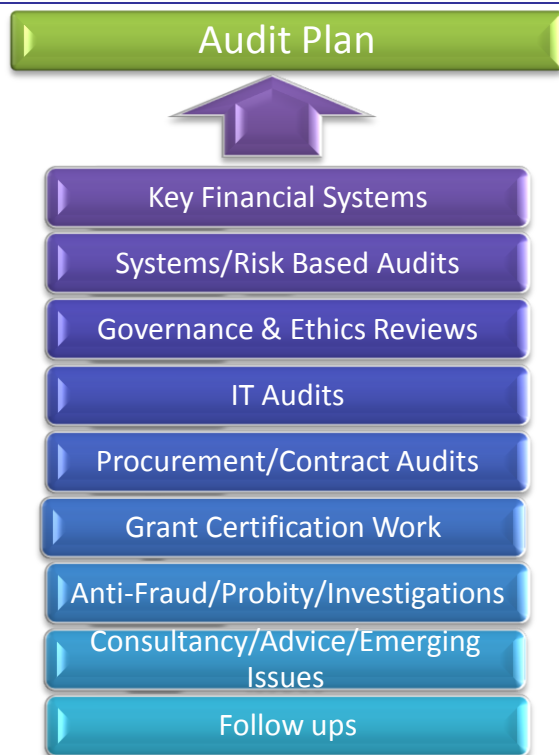 Audit Plan
Key Financial Systems
Systems/Risk Based Audits
Governance & Ethics Reviews
IT Audits
Procurement/Contract Audits
Grant Certification Work
Anti-Fraud/Probity/Investigations
Consultancy/Advice/Emerging
Issues
Follow ups